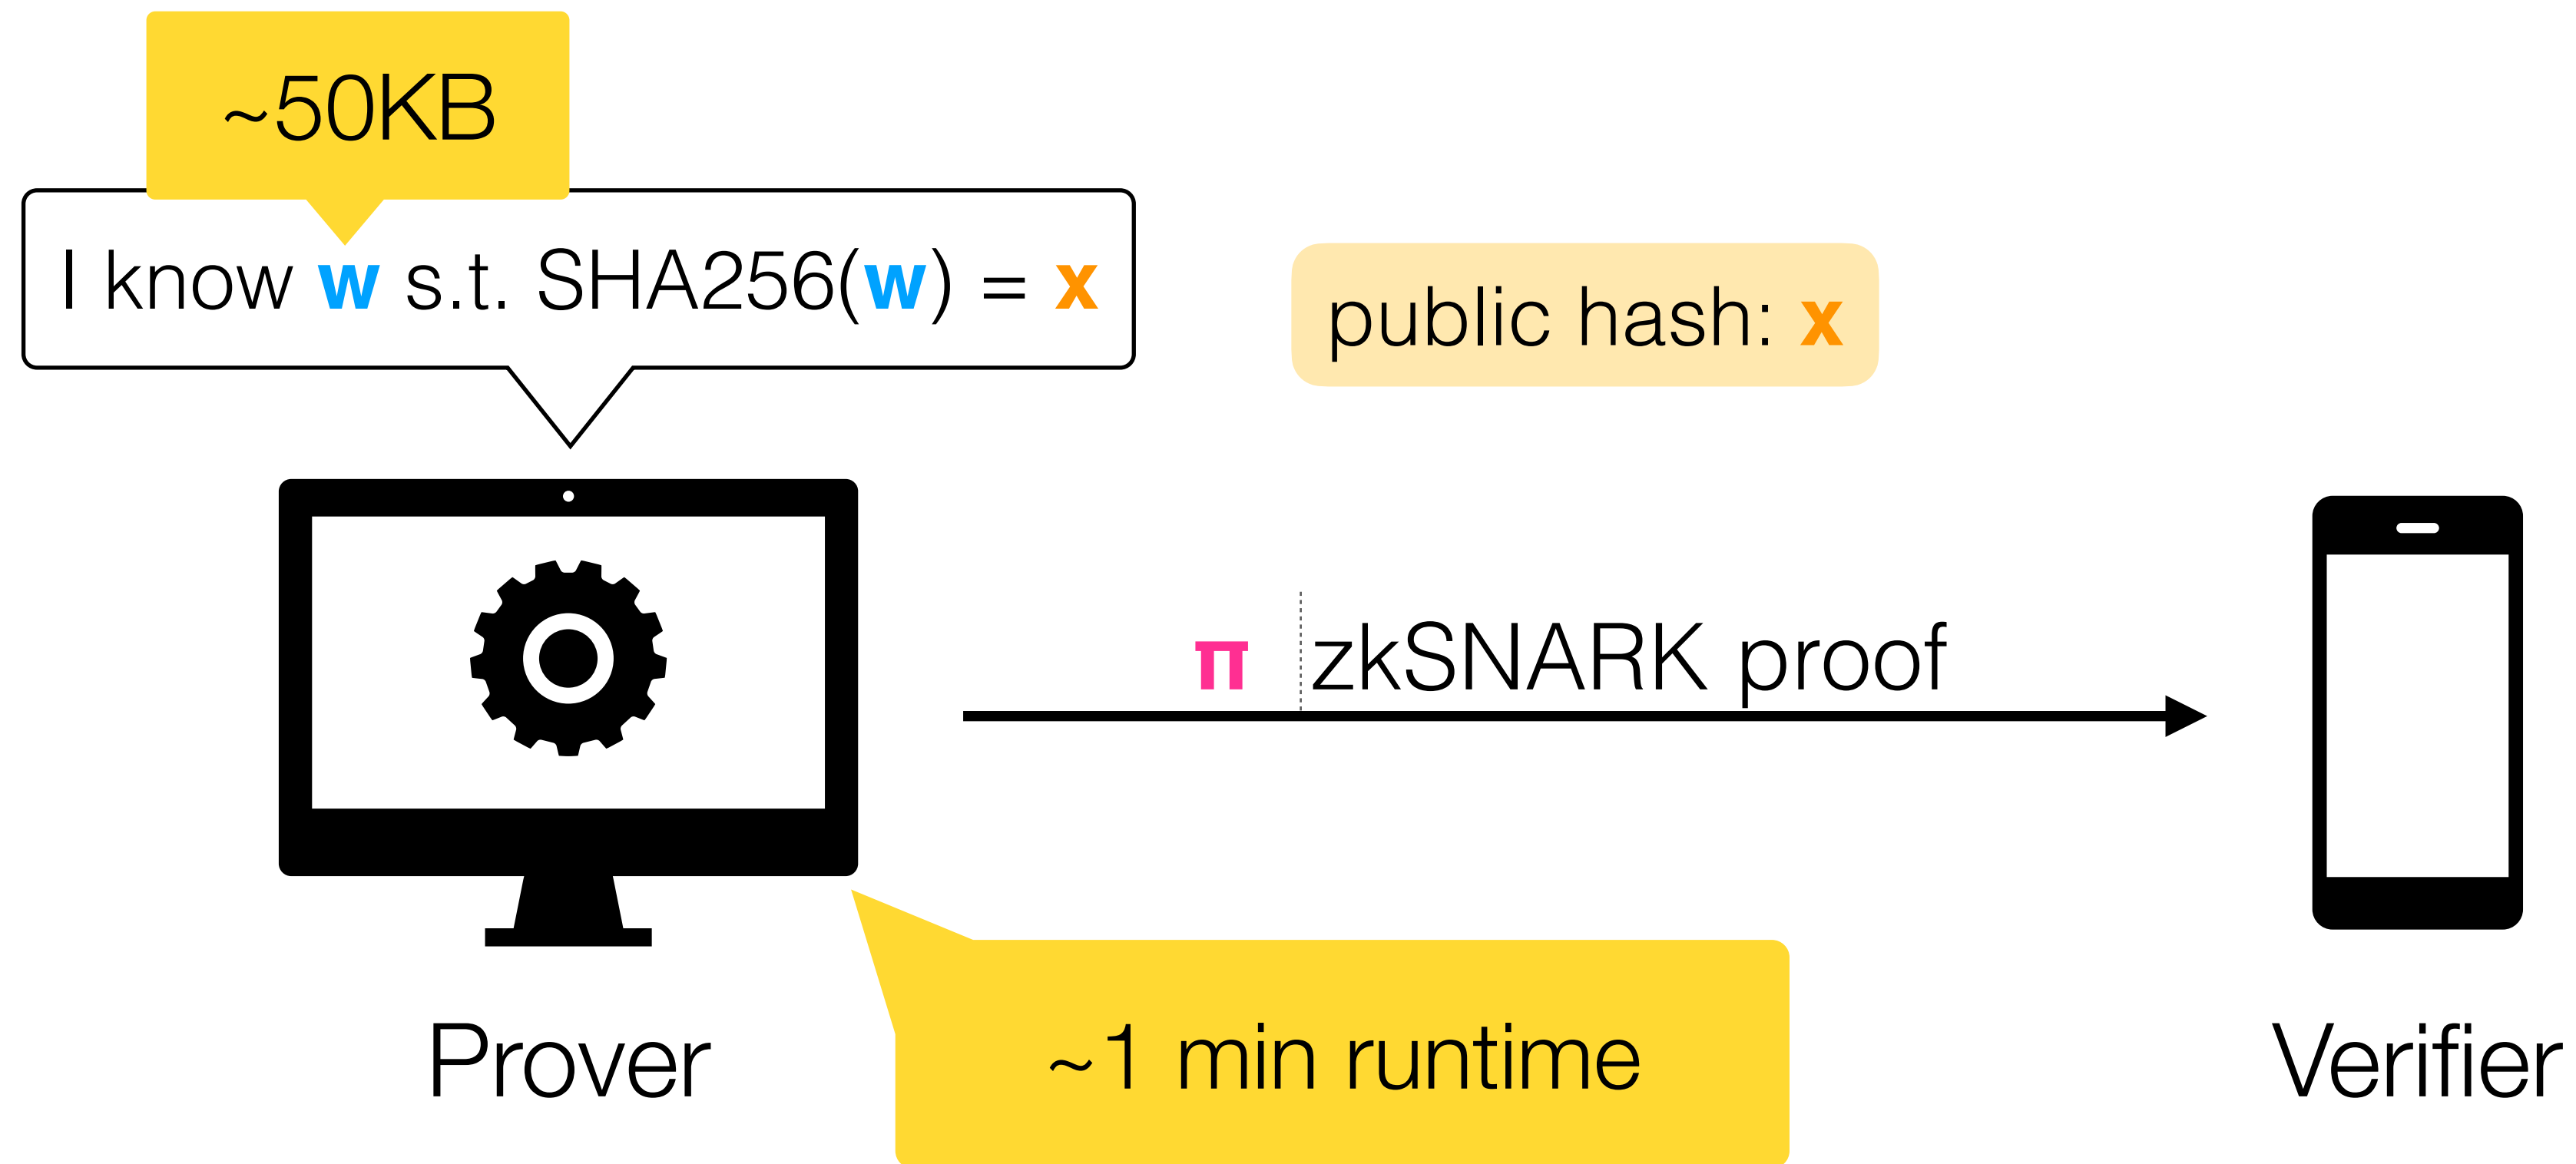 ~50KB
I know w s.t. SHA256(w) = x
public hash: x
π zkSNARK proof
~1 min runtime
Prover
Verifier